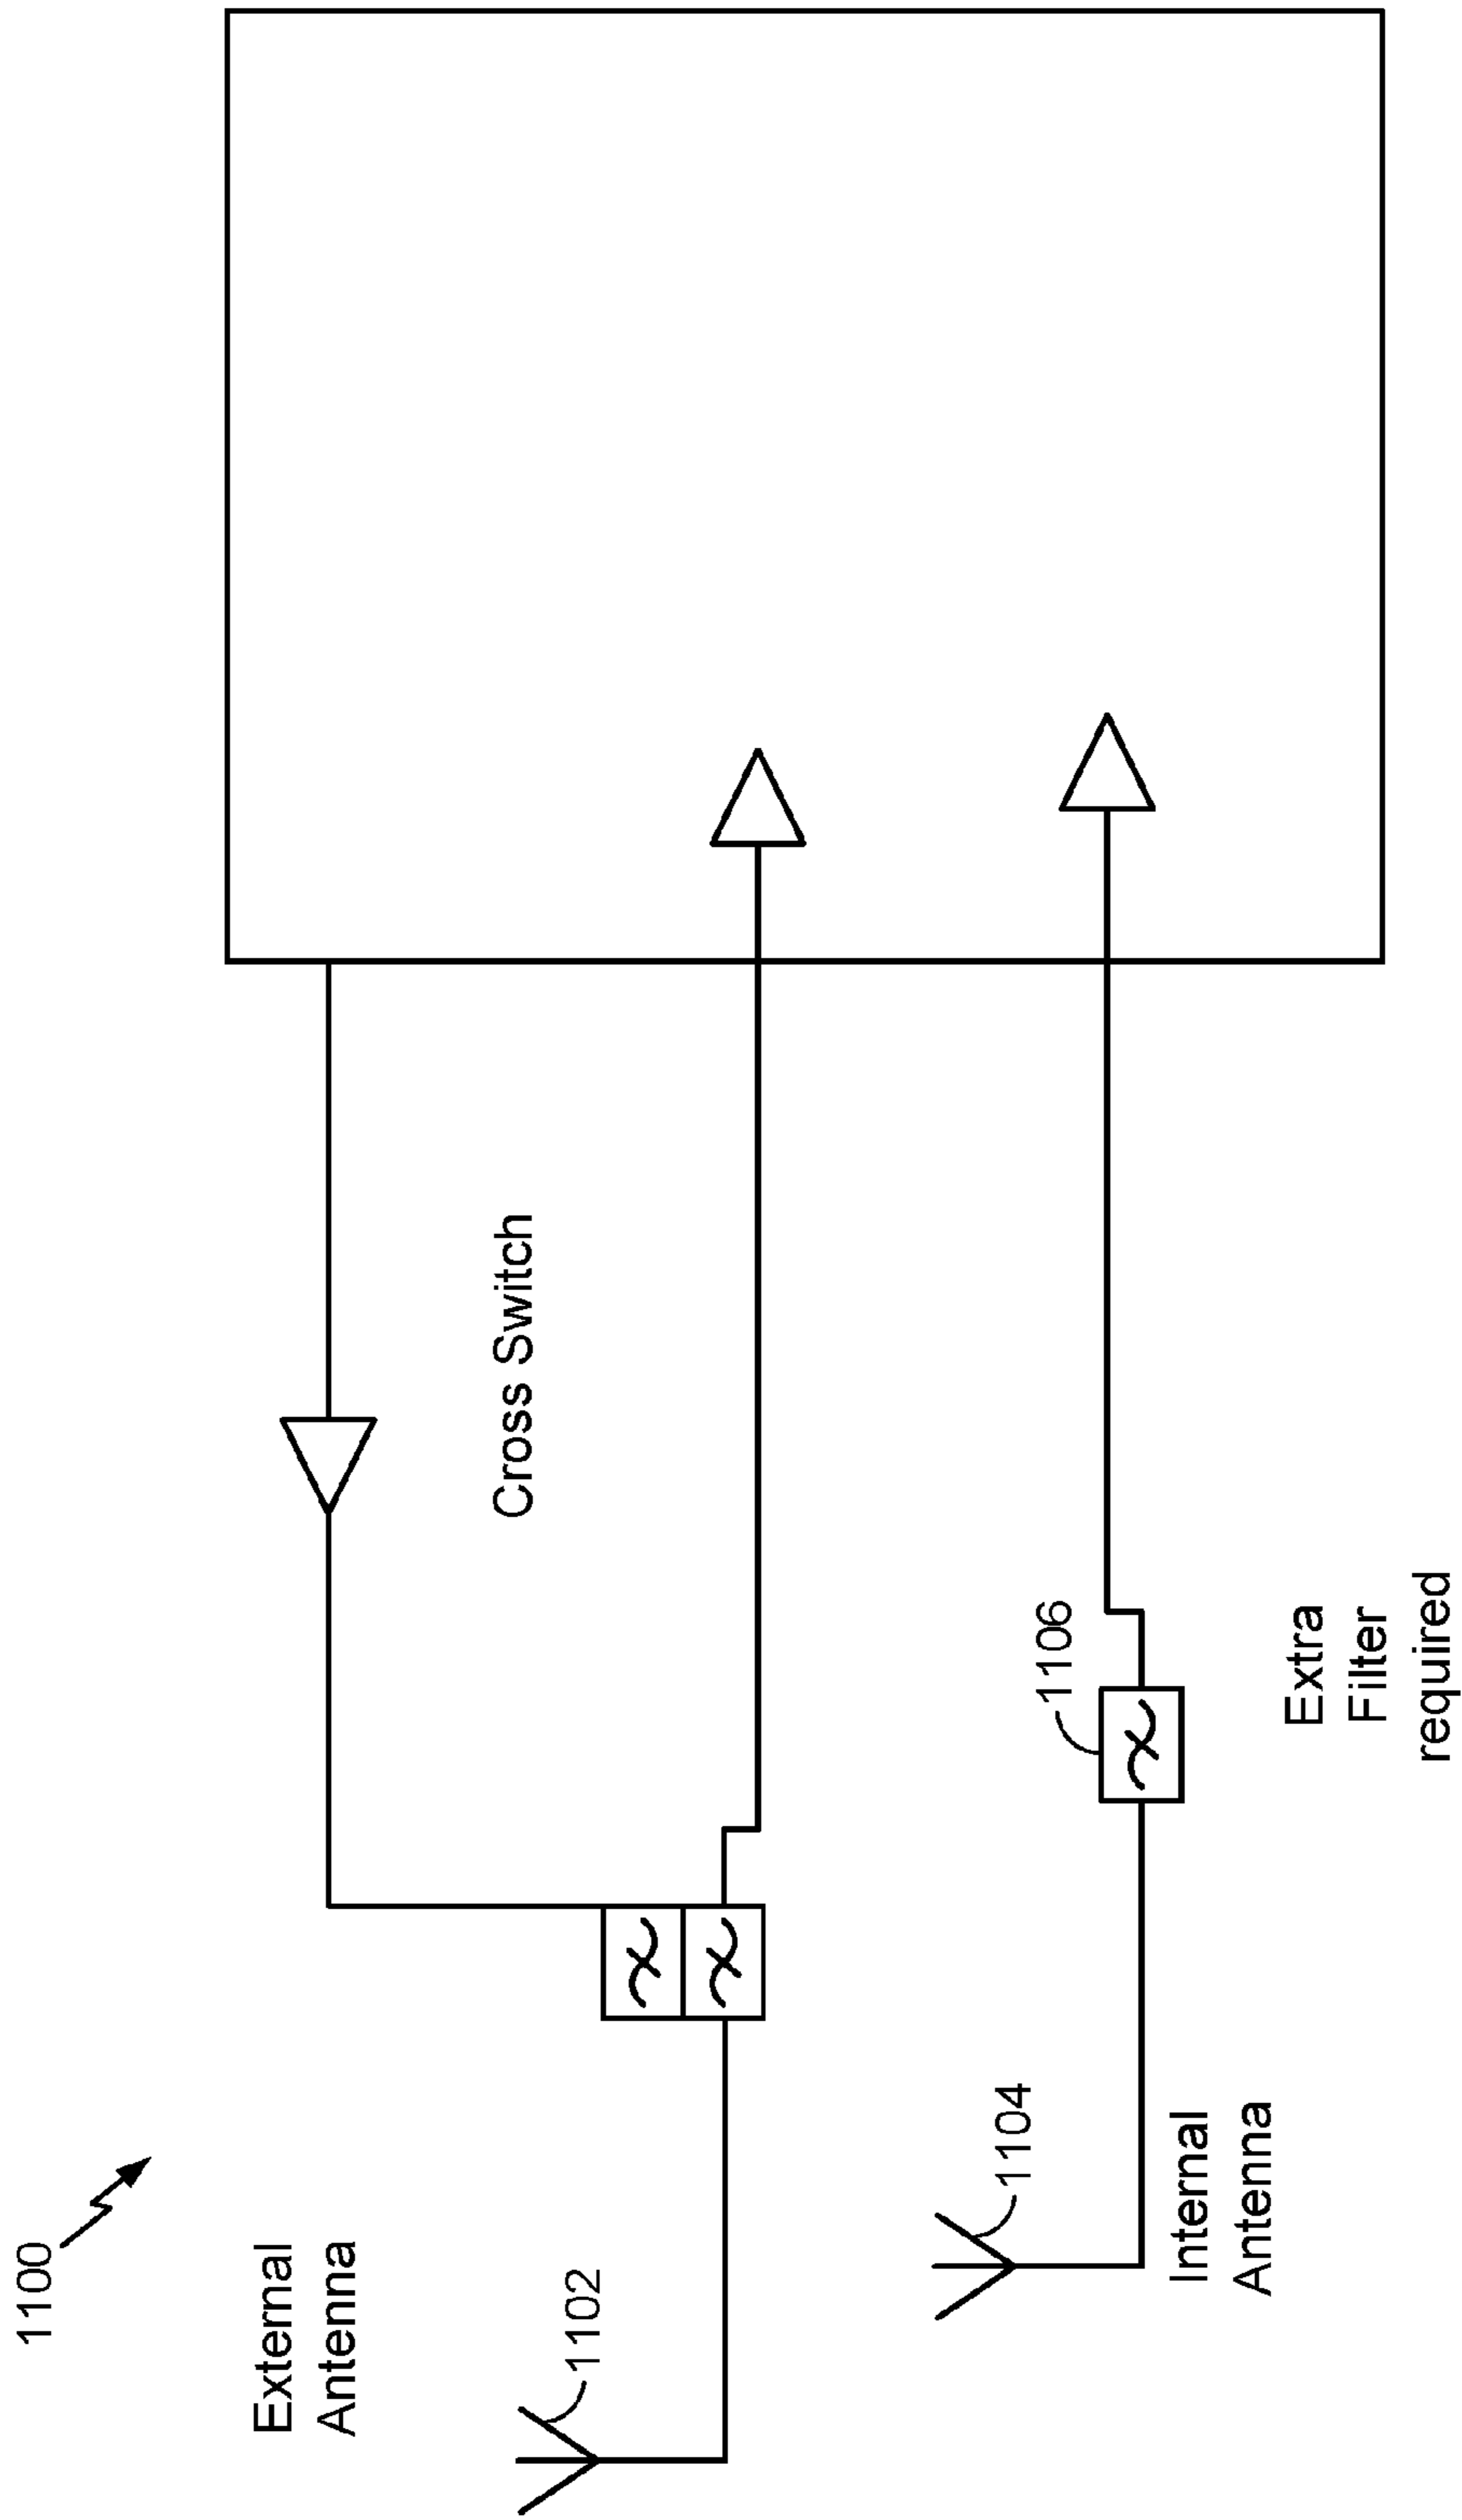 1100
External
Antenna
1102
Cross Switch
1104
1106
Internal
Antenna
Extra
Filter
required